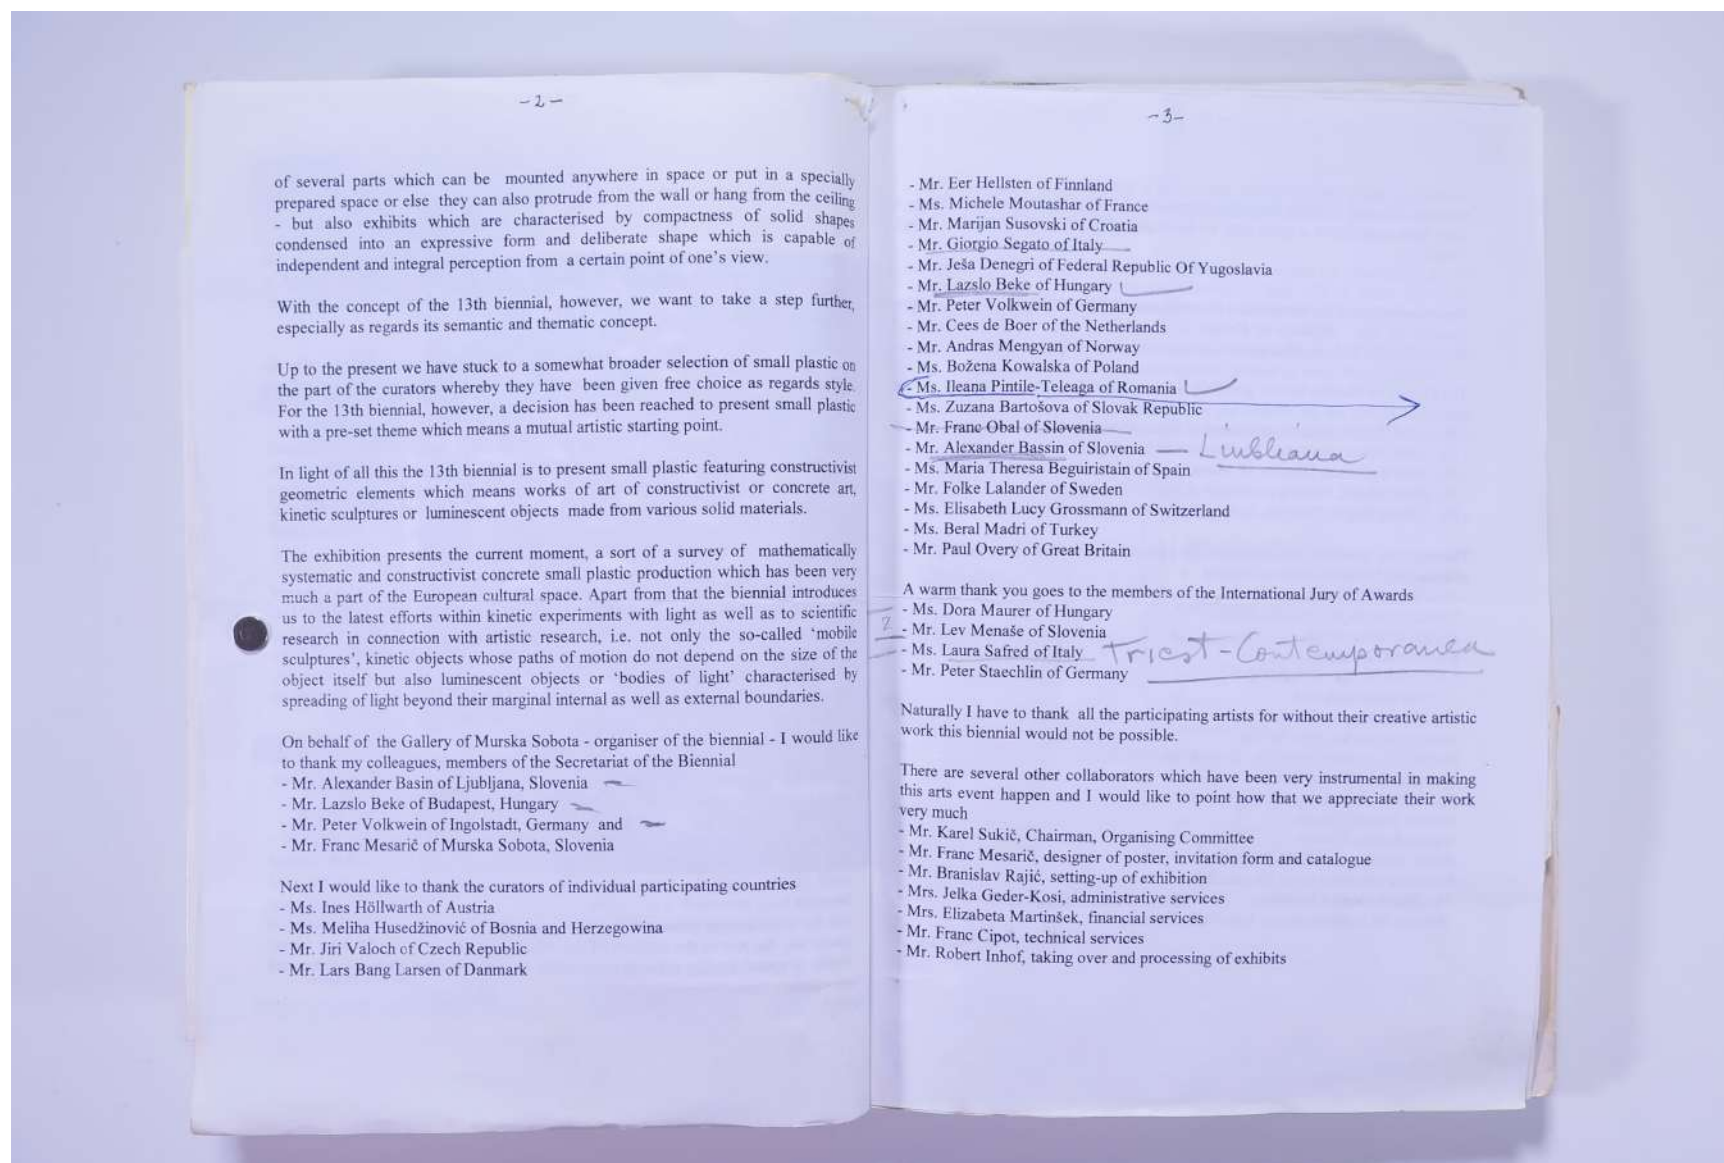 -2-
of several parts which can be mounted anywhere in space or put in a specially
prepared space or else they can also protrude from the wall or hang from the ceiling
- but also exhibits which are characterised by compactness of solid shapes
condensed into an expressive form and deliberate shape which is capable of
independent and integral perception from a certain point of one's view.
With the concept of the 13th biennial, however, we want to take a step further,
especially as regards its semantic and thematic concept.
Up to the present we have stuck to a somewhat broader selection of small plastic on
the part of the curators whereby they have been given free choice as regards style.
For the 13th biennial, however, a decision has been reached to present small plastic
with a pre-set theme which means a mutual artistic starting point.
In light of all this the 13th biennial is to present small plastic featuring constructivist
geometric elements which means works of art of constructivist or concrete art,
kinetic sculptures or luminescent objects made from various solid materials.
The exhibition presents the current moment, a sort of a survey of mathematically
systematic and constructivist concrete small plastic production which has been very
much a part of the European cultural space. Apart from that the biennial introduces
us to the latest efforts within kinetic experiments with light as well as to scientific
research in connection with artistic research, i.e. not only the so-called 'mobile
sculptures', kinetic objects whose paths of motion do not depend on the size of the
object itself but also luminescent objects or 'bodies of light' characterised by
spreading of light beyond their marginal internal as well as external boundaries.
On behalf of the Gallery of Murska Sobota - organiser of the biennial - I would like
to thank my colleagues, members of the Secretariat of the Biennial
- Mr. Alexander Basin of Ljubljana, Slovenia
- Mr. Lazslo Beke of Budapest, Hungary
- Mr. Peter Volkwein of Ingolstadt, Germany and
- Mr. Franc Mesarič of Murska Sobota, Slovenia
Next I would like to thank the curators of individual participating countries
- Ms. Ines Höllwarth of Austria
- Ms. Meliha Husedžinović of Bosnia and Herzegowina
- Mr. Jiri Valoch of Czech Republic
- Mr. Lars Bang Larsen of Danmark
-3-
- Mr. Eer Hellsten of Finnland
- Ms. Michele Moutashar of France
- Mr. Marijan Susovski of Croatia
- Mr. Giorgio Segato of Italy
- Mr. Ješa Denegri of Federal Republic Of Yugoslavia
- Mr. Lazslo Beke of Hungary
- Mr. Peter Volkwein of Germany
- Mr. Cees de Boer of the Netherlands
- Mr. Andras Mengyan of Norway
- Ms. Božena Kowalska of Poland
- Ms. Ileana Pintile-Teleaga of Romania
- Ms. Zuzana Bartošova of Slovak Republic
- Mr. Franc Obal of Slovenia
- Mr. Alexander Bassin of Slovenia — Liubliana
- Ms. Maria Theresa Beguiristain of Spain
- Mr. Folke Lalander of Sweden
- Ms. Elisabeth Lucy Grossmann of Switzerland
- Ms. Beral Madri of Turkey
- Mr. Paul Overy of Great Britain
A warm thank you goes to the members of the International Jury of Awards
- Ms. Dora Maurer of Hungary
2 - Mr. Lev Menaše of Slovenia
- Ms. Laura Safred of Italy Triest - Contemporanea
- Mr. Peter Staechlin of Germany
Naturally I have to thank all the participating artists for without their creative artistic
work this biennial would not be possible.
There are several other collaborators which have been very instrumental in making
this arts event happen and I would like to point how that we appreciate their work
very much
- Mr. Karel Sukič, Chairman, Organising Committee
- Mr. Franc Mesarič, designer of poster, invitation form and catalogue
- Mr. Branislav Rajić, setting-up of exhibition
- Mrs. Jelka Geder-Kosi, administrative services
- Mrs. Elizabeta Martinšek, financial services
- Mr. Franc Cipot, technical services
- Mr. Robert Inhof, taking over and processing of exhibits